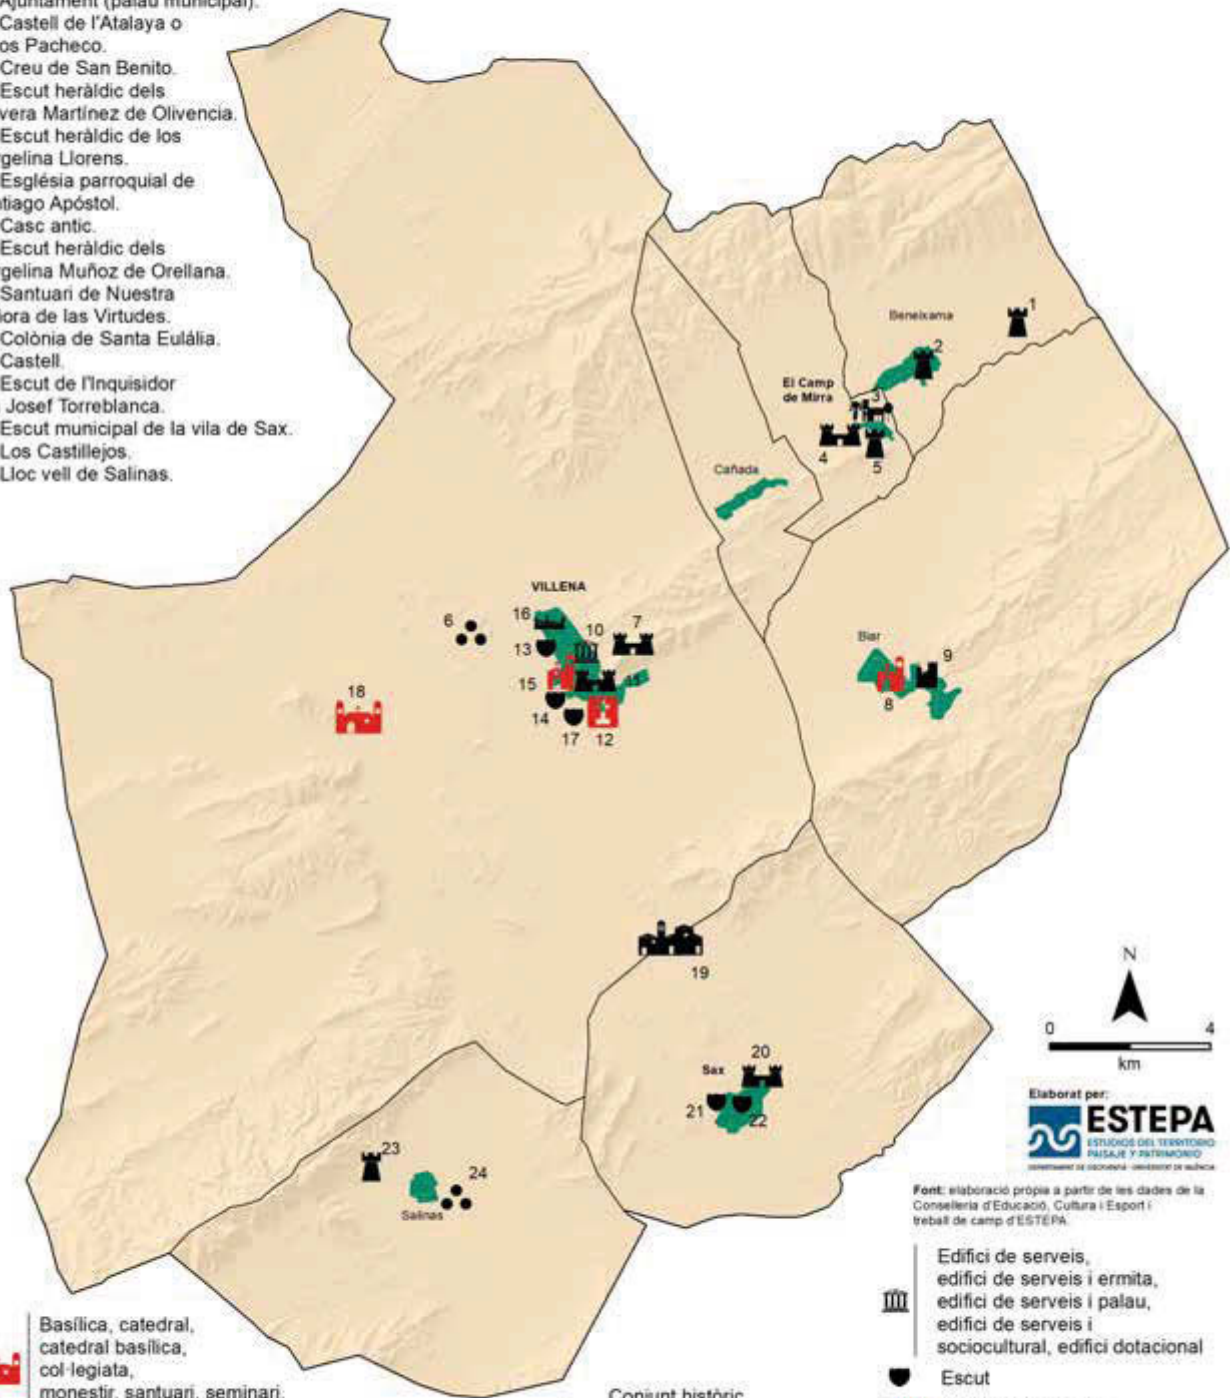 Ajuntament (palau municipal).
Castell de l'Atalaya o
os Pacheco.
Creu de San Benito.
Escut heràldic dels
vera Martínez de Olivencia.
Escut heràldic de los
gelina Llorens.
Església parroquial de
tiago Apóstol.
Casc antic.
Escut heràldic dels
gelina Muñoz de Orellana.
Santuari de Nuestra
iora de las Virtudes.
Colònia de Santa Eulália.
Castell.
Escut de l'Inquisidor
Josef Torreblanca.
Escut municipal de la vila de Sax.
Los Castillejos.
Lloc vell de Salinas.
1
Beneixama
2
El Camp
de Mirra
3
4
5
Cañada
VILLENA
16
10
7
6
13
15
11
14
17
12
18
Biar
9
8
19
20
Sax
21
22
23
24
Salinas
N
0 4
km
Elaborat per:
ESTEPA
ESTUDIOS DEL TERRITORIO
PAISAJE Y PATRIMONIO
DEPARTAMENT DE GEOGRAFIA - UNIVERSITAT DE VALÈNCIA
Font: elaboració pròpia a partir de les dades de la
Conselleria d'Educació, Cultura i Esport i
treball de camp d'ESTEPA.
Edifici de serveis,
edifici de serveis i ermita,
edifici de serveis i palau,
edifici de serveis i
sociocultural, edifici dotacional
Escut
Basílica, catedral,
catedral basílica,
col·legiata,
monestir, santuari, seminari,
Conjunt històric